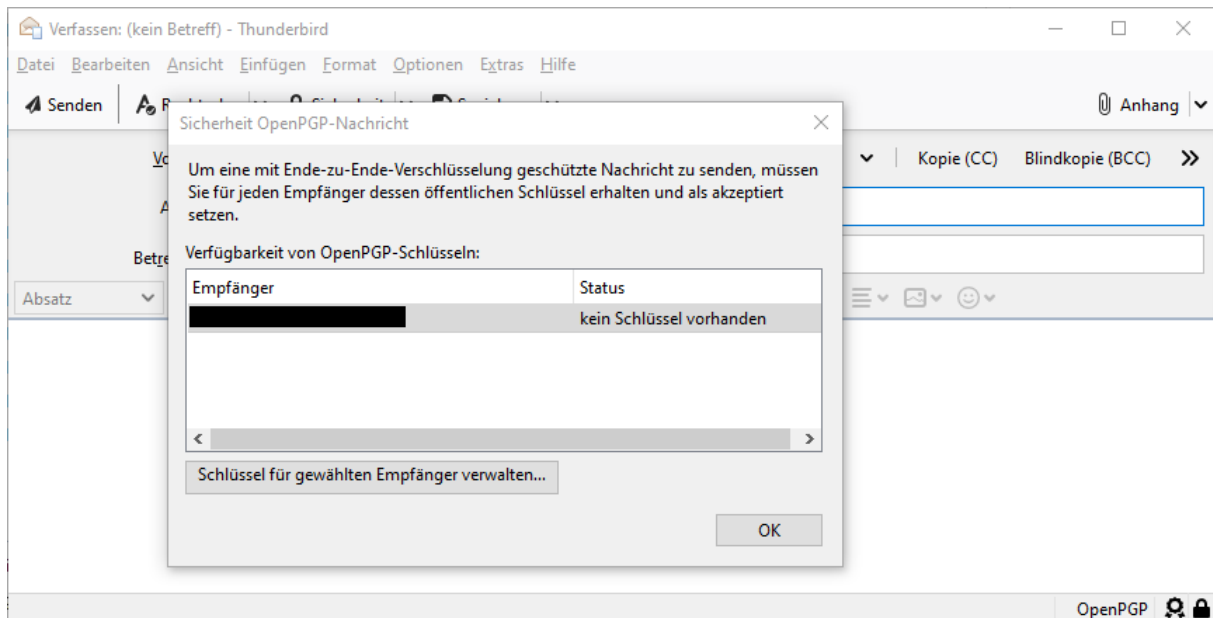 Verfassen: (kein Betreff) - Thunderbird
Datei Bearbeiten Ansicht Einfügen Format Optionen Extras Hilfe
Senden Anhang
Sicherheit OpenPGP-Nachricht
Kopie (CC) Blindkopie (BCC)
Um eine mit Ende-zu-Ende-Verschlüsselung geschützte Nachricht zu senden, müssen
Sie für jeden Empfänger dessen öffentlichen Schlüssel erhalten und als akzeptiert
setzen.
Verfügbarkeit von OpenPGP-Schlüsseln:
Empfänger Status
Absatz
kein Schlüssel vorhanden
Schlüssel für gewählten Empfänger verwalten...
OK
OpenPGP